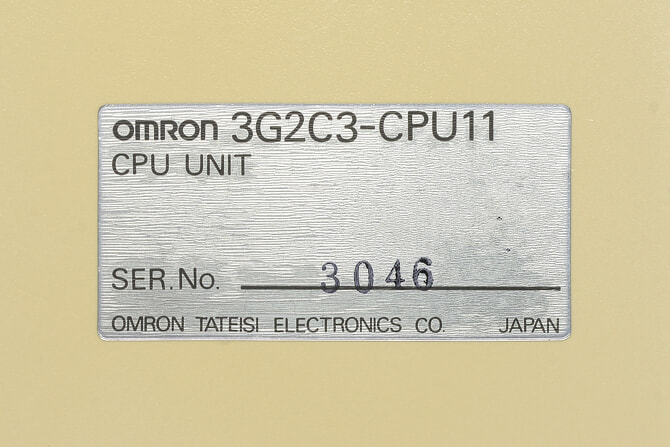 omron 3G2C3-CPU11
CPU UNIT
SER.No. 3046
OMRON TATEISI ELECTRONICS CO. JAPAN